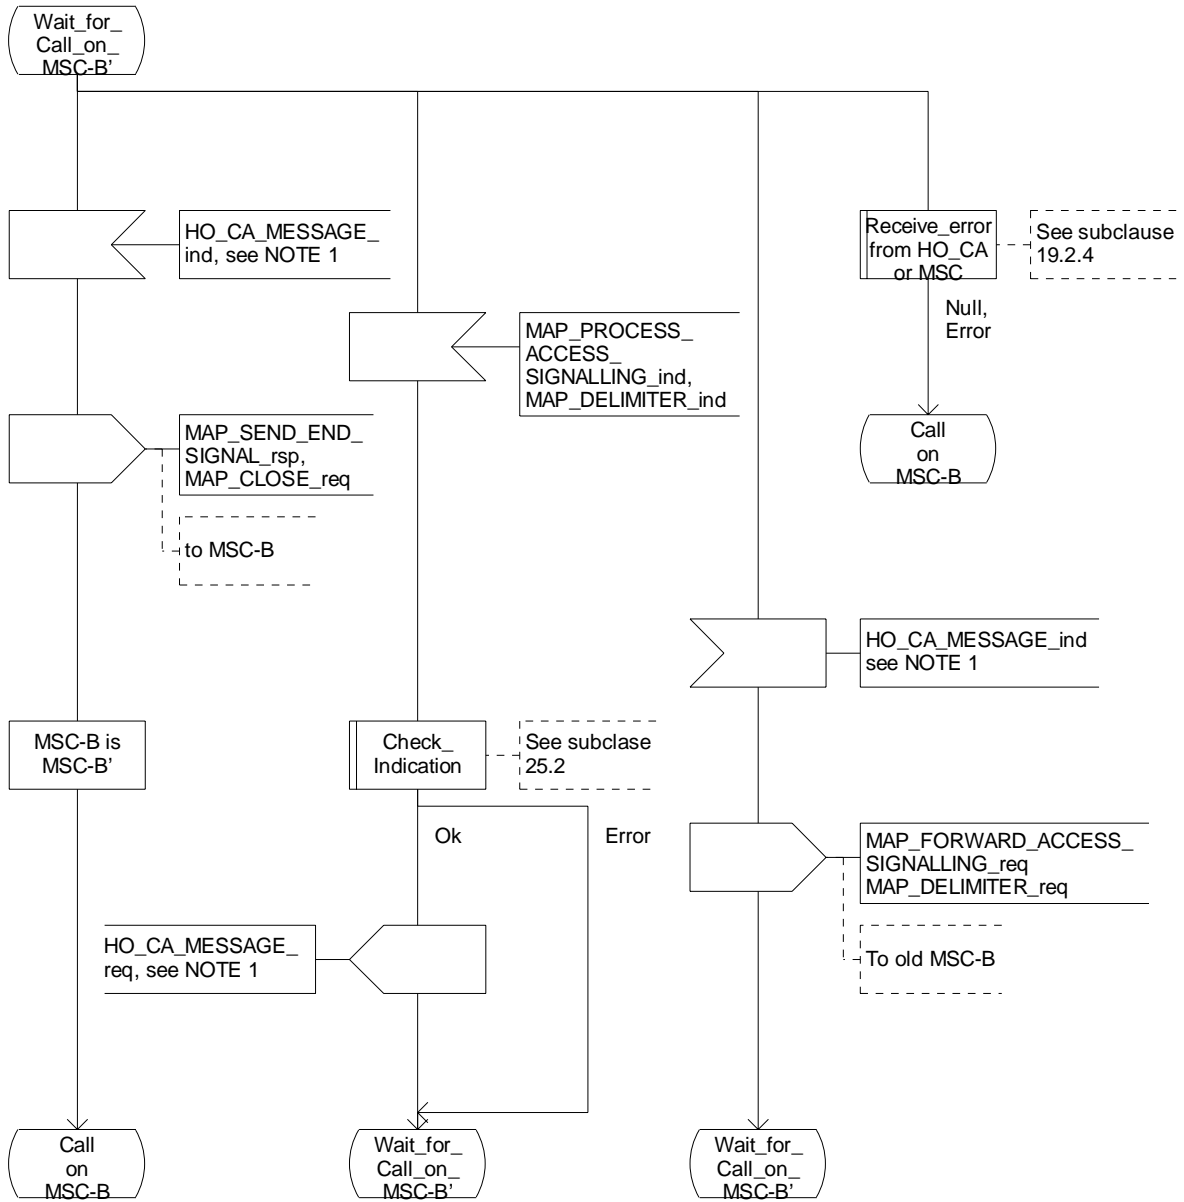 Wait_for_
Call_on_
MSC-B'
HO_CA_MESSAGE_
ind, see NOTE 1
Receive_error
from HO_CA
or MSC
See subclause
19.2.4
Null,
Error
MAP_PROCESS_
ACCESS_
SIGNALLING_ind,
MAP_DELIMITER_ind
MAP_SEND_END_
SIGNAL_rsp,
MAP_CLOSE_req
Call
on
MSC-B
to MSC-B
HO_CA_MESSAGE_ind
see NOTE 1
MSC-B is
MSC-B'
Check_
Indication
See subclase
25.2
Ok
Error
MAP_FORWARD_ACCESS_
SIGNALLING_req
MAP_DELIMITER_req
HO_CA_MESSAGE_
req, see NOTE 1
To old MSC-B
Call
on
MSC-B
Wait_for_
Call_on_
MSC-B'
Wait_for_
Call_on_
MSC-B'